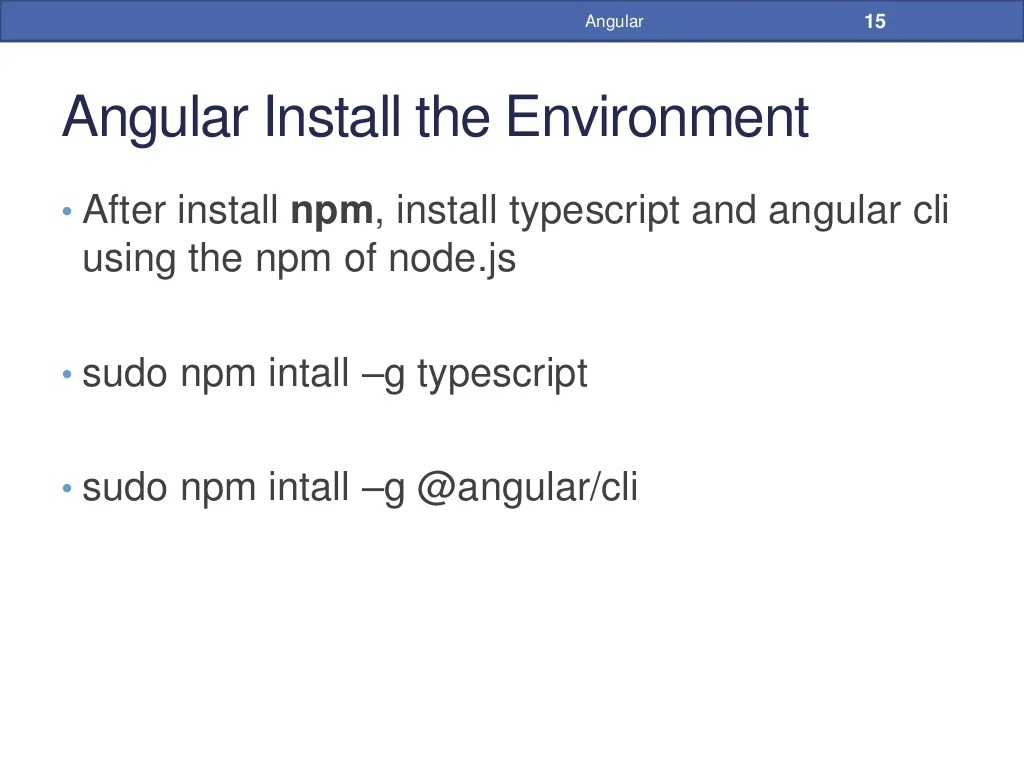 Angular
15
Angular Install the Environment
• After install npm, install typescript and angular cli
using the npm of node.js
• sudo npm intall –g typescript
• sudo npm intall –g @angular/cli